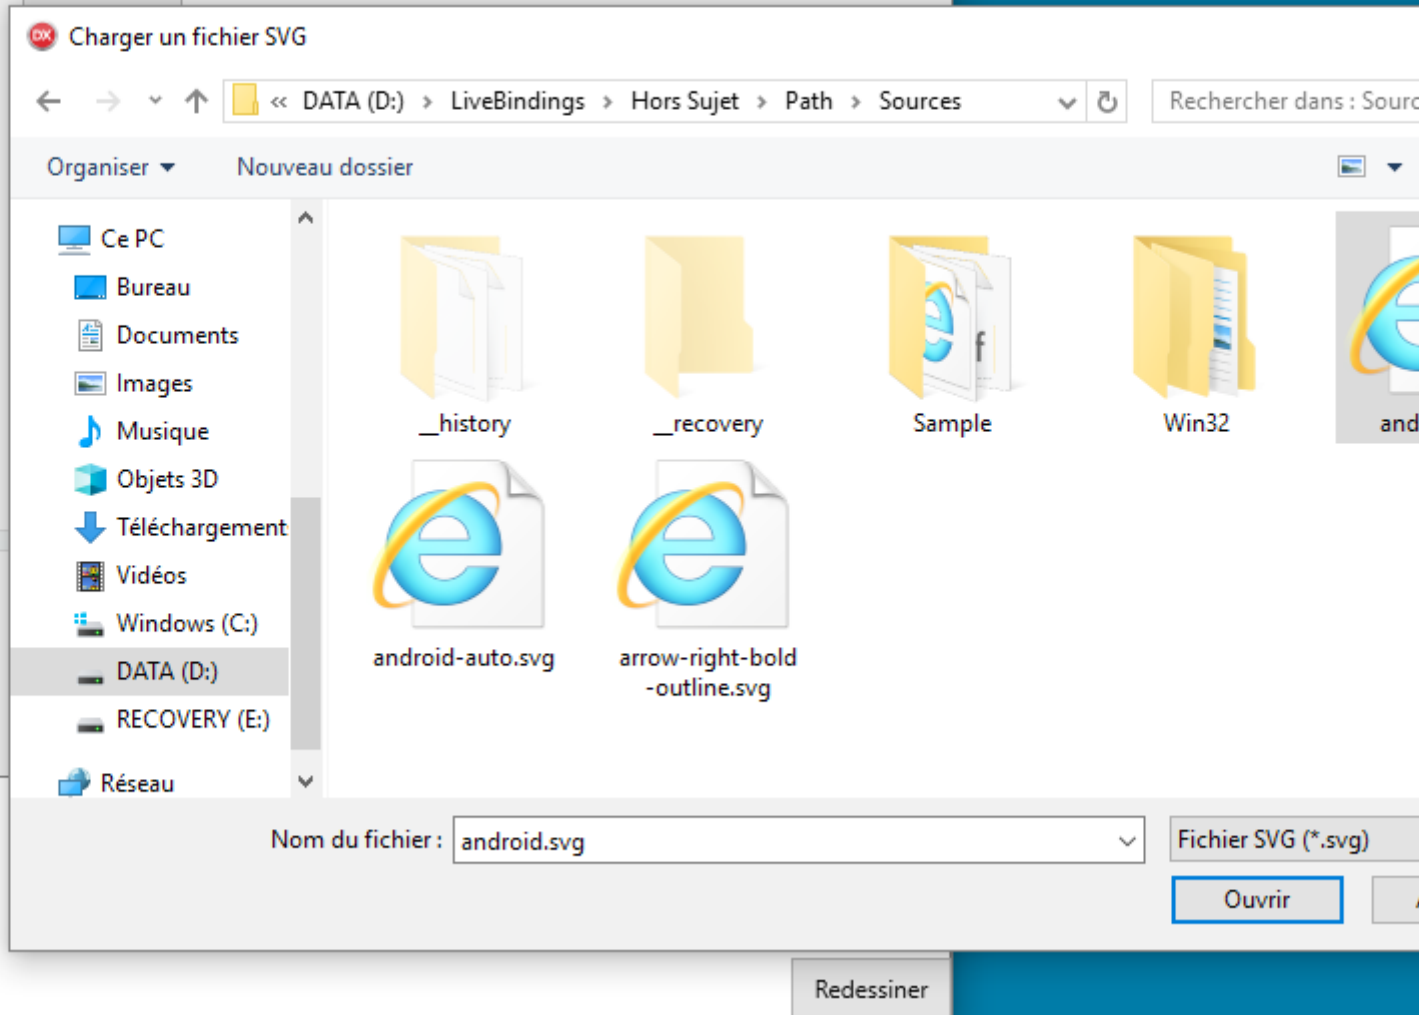 DX Charger un fichier SVG
« DATA (D:) › LiveBindings › Hors Sujet › Path › Sources
Rechercher dans : Sourc
Organiser
Nouveau dossier
Ce PC
Bureau
Documents
Images
Musique
Objets 3D
Téléchargement
Vidéos
Windows (C:)
DATA (D:)
RECOVERY (E:)
Réseau
__history
__recovery
Sample
Win32
and
android-auto.svg
arrow-right-bold
-outline.svg
Nom du fichier :
android.svg
Fichier SVG (*.svg)
Ouvrir
Redessiner